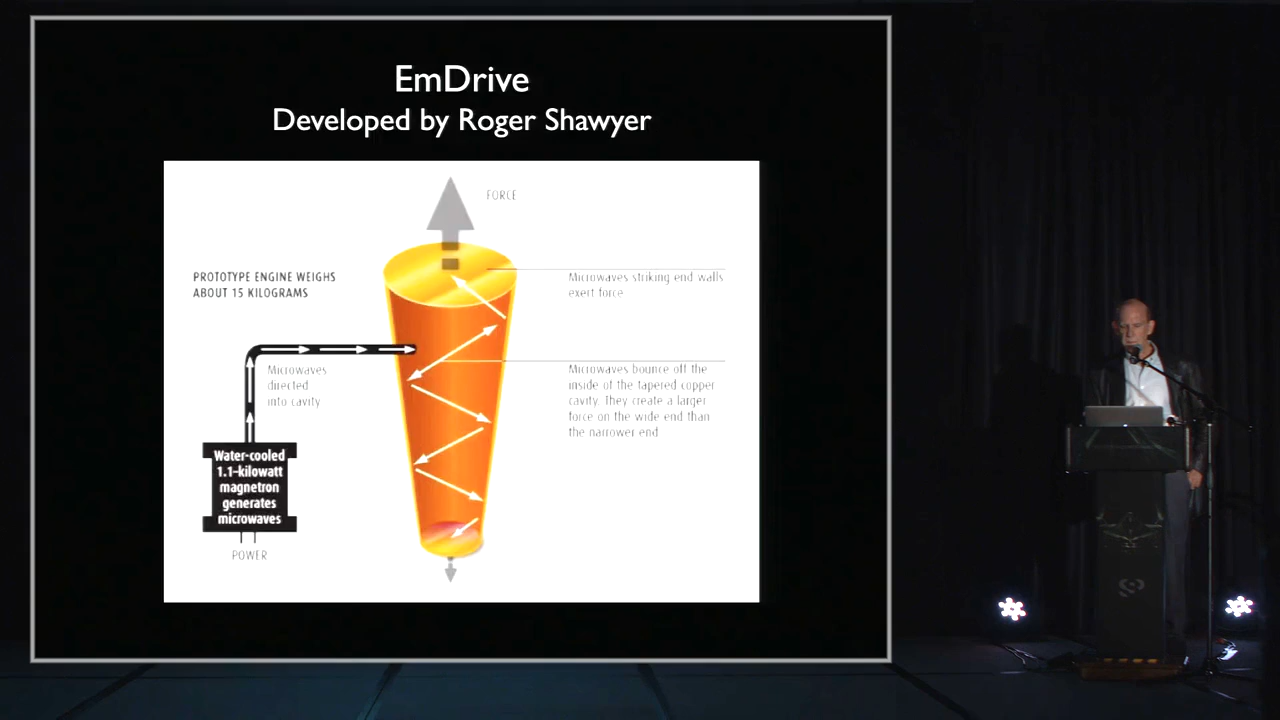 EmDrive
Developed by Roger Shawyer
FORCE
PROTOTYPE ENGINE WEIGHS
ABOUT 15 KILOGRAMS
Microwaves striking end walls
exert force
Microwaves
directed
into cavity
Microwaves bounce off the
inside of the tapered copper
cavity. They create a larger
force on the wide end than
the narrower end
Water-cooled
1.1-kilowatt
magnetron
generates
microwaves
POWER